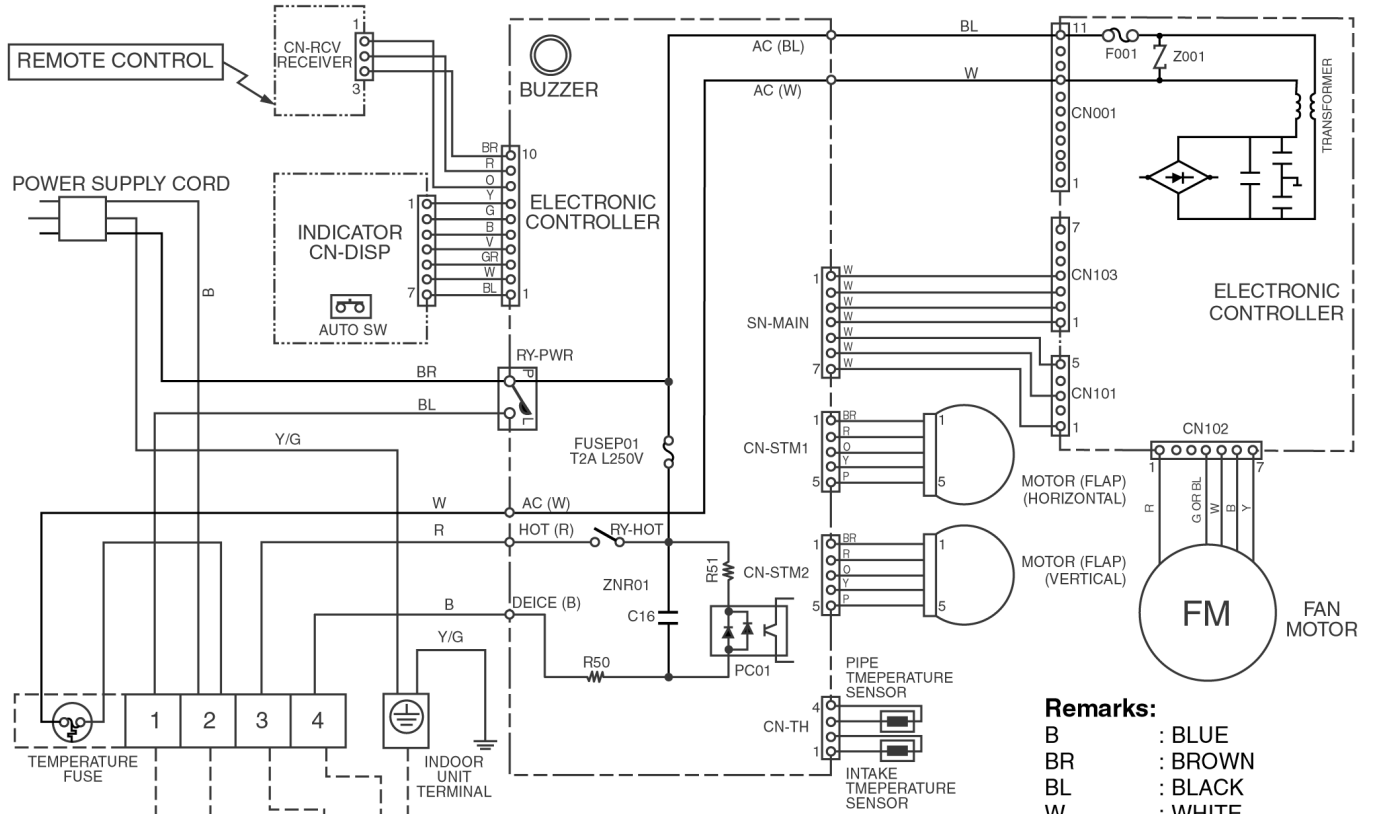 REMOTE CONTROL
1
CN-RCV
RECEIVER
3
BUZZER
AC (BL)
BL
11
F001
Z001
AC (W)
W
CN001
1
TRANSFORMER
BR
10
R
O
Y
G
B
V
GR
W
BL
1
POWER SUPPLY CORD
B
1
INDICATOR
CN-DISP
7
AUTO SW
ELECTRONIC
CONTROLLER
7
CN103
1
5
CN101
1
ELECTRONIC
CONTROLLER
SN-MAIN
1
7
W
W
W
W
W
W
W
RY-PWR
P
L
BR
BL
Y/G
FUSEP01
T2A L250V
CN-STM1
1
5
BR
R
O
Y
P
1
5
MOTOR (FLAP)
(HORIZONTAL)
CN102
1
7
R
G OR BL
W
B
Y
W
AC (W)
R
HOT (R)
RY-HOT
R51
CN-STM2
1
5
BR
R
O
Y
P
1
5
MOTOR (FLAP)
(VERTICAL)
ZNR01
C16
B
DEICE (B)
Y/G
R50
PC01
FM
FAN
MOTOR
PIPE
TMEPERATURE
SENSOR
4
CN-TH
1
INTAKE
TMEPERATURE
SENSOR
1
2
3
4
TEMPERATURE
FUSE
INDOOR
UNIT
TERMINAL
Remarks:
B : BLUE
BR : BROWN
BL : BLACK
W : WHITE